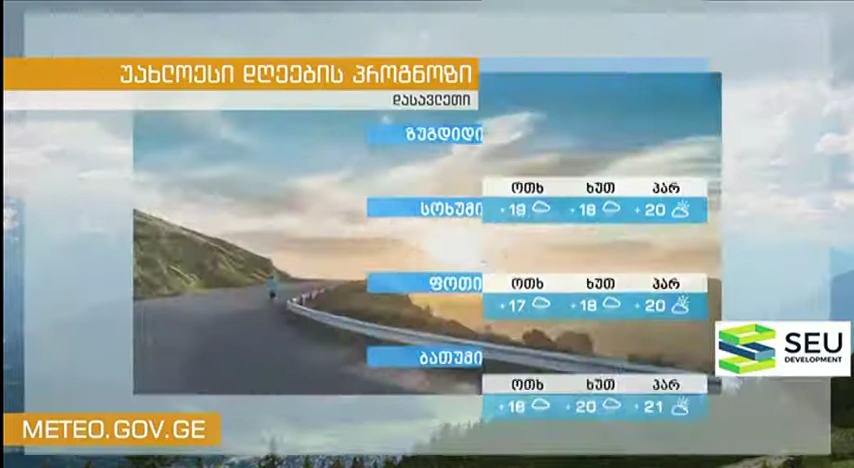 უახლოესი დღეების პროგნოზი
დასავლეთი
ზუგდიდი
ოთხ ხუთ პარ
სოხუმი +19 +18 +20
ოთხ ხუთ პარ
ფოთი +17 +18 +20
ბათუმი
ოთხ ხუთ პარ
+18 +20 +21
SEU
DEVELOPMENT
METEO.GOV.GE